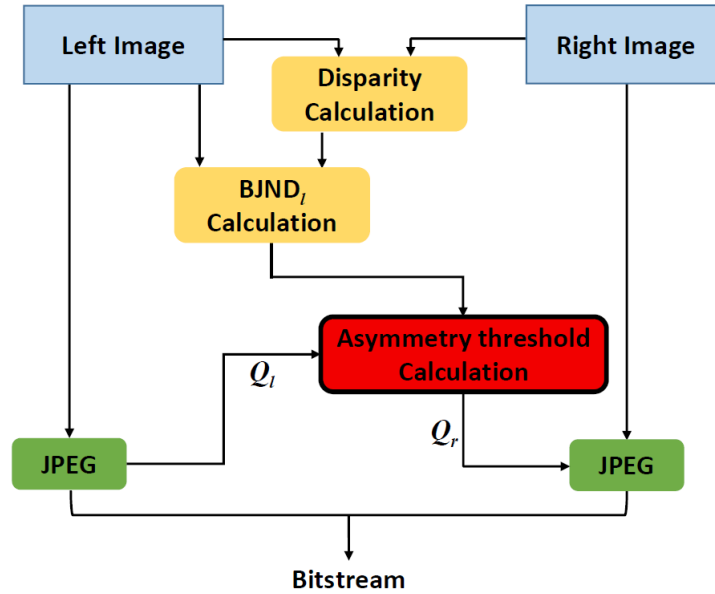 Left Image
Right Image
Disparity
Calculation
BJND_l
Calculation
Asymmetry threshold
Calculation
Q_l
Q_r
JPEG
JPEG
Bitstream